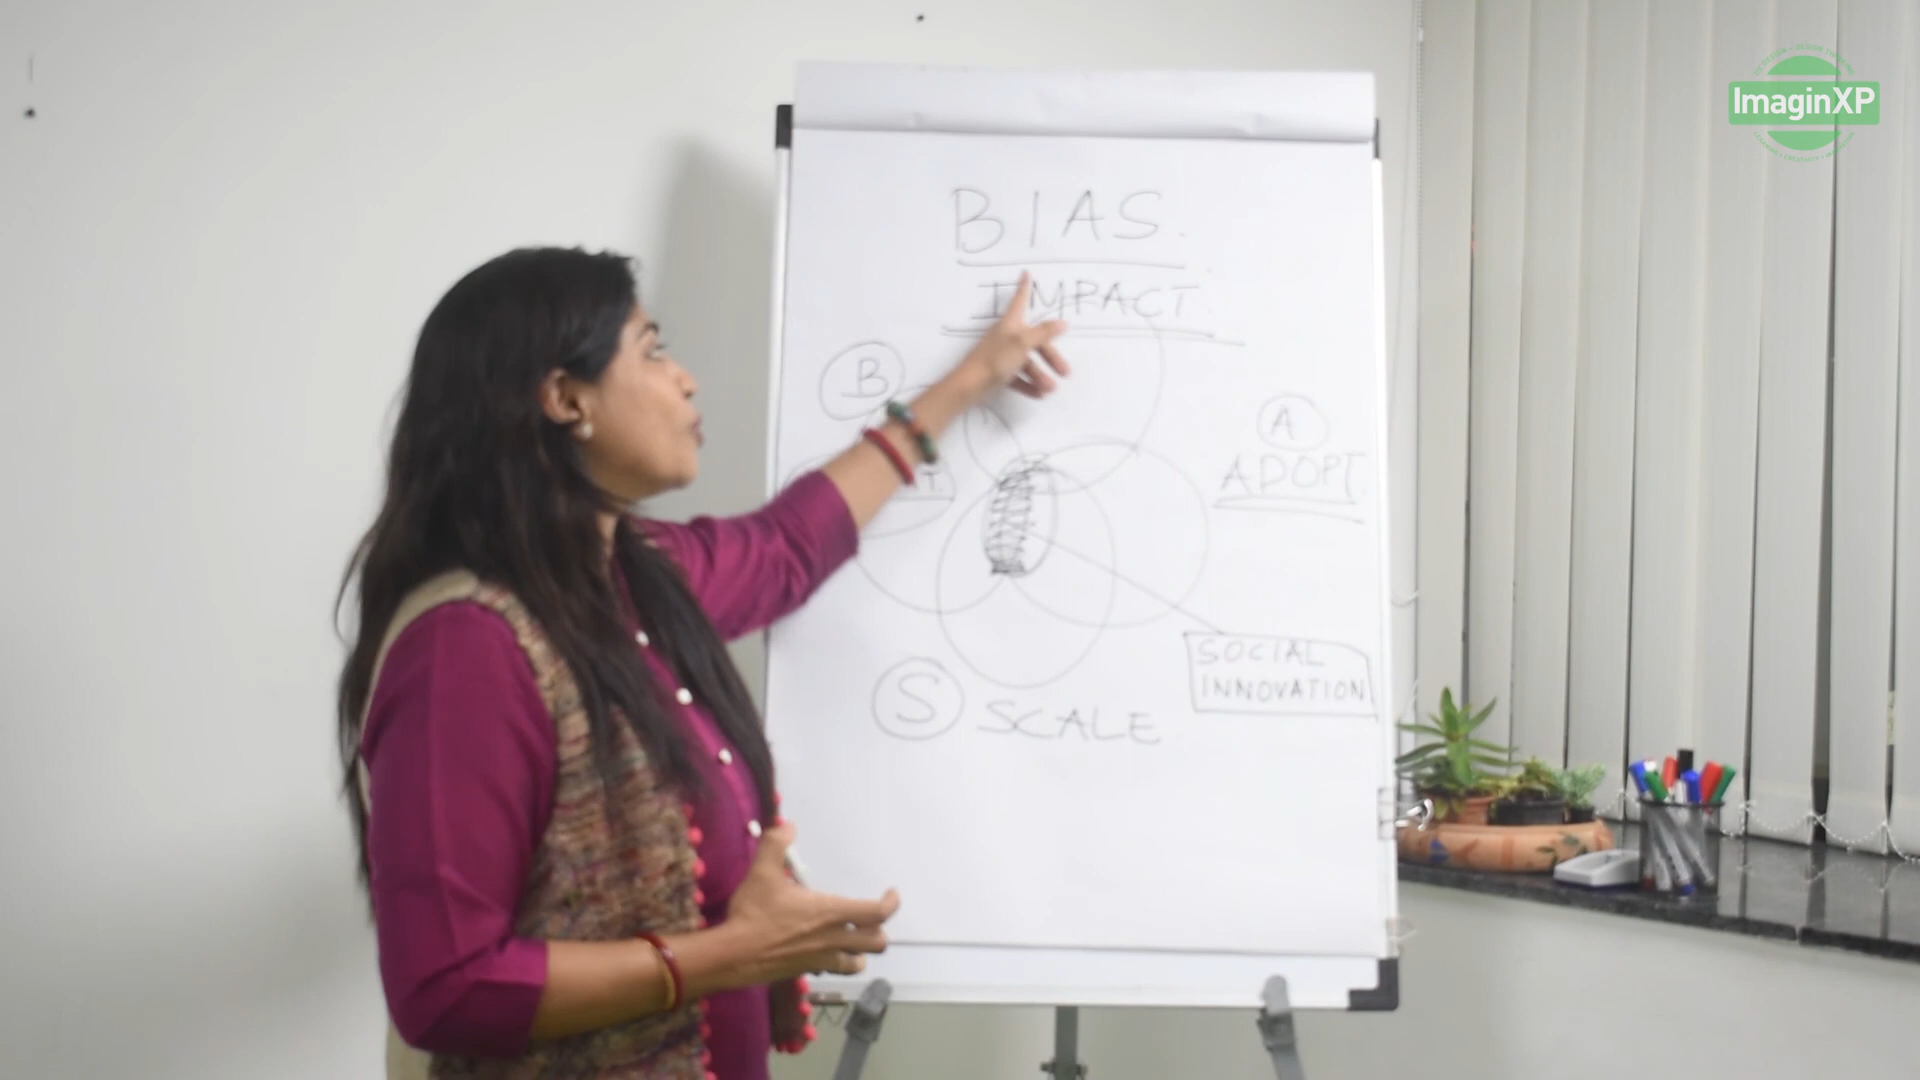 ImaginXP
BIAS.
IMPACT.
B
A
ADOPT
SOCIAL
INNOVATION
S SCALE